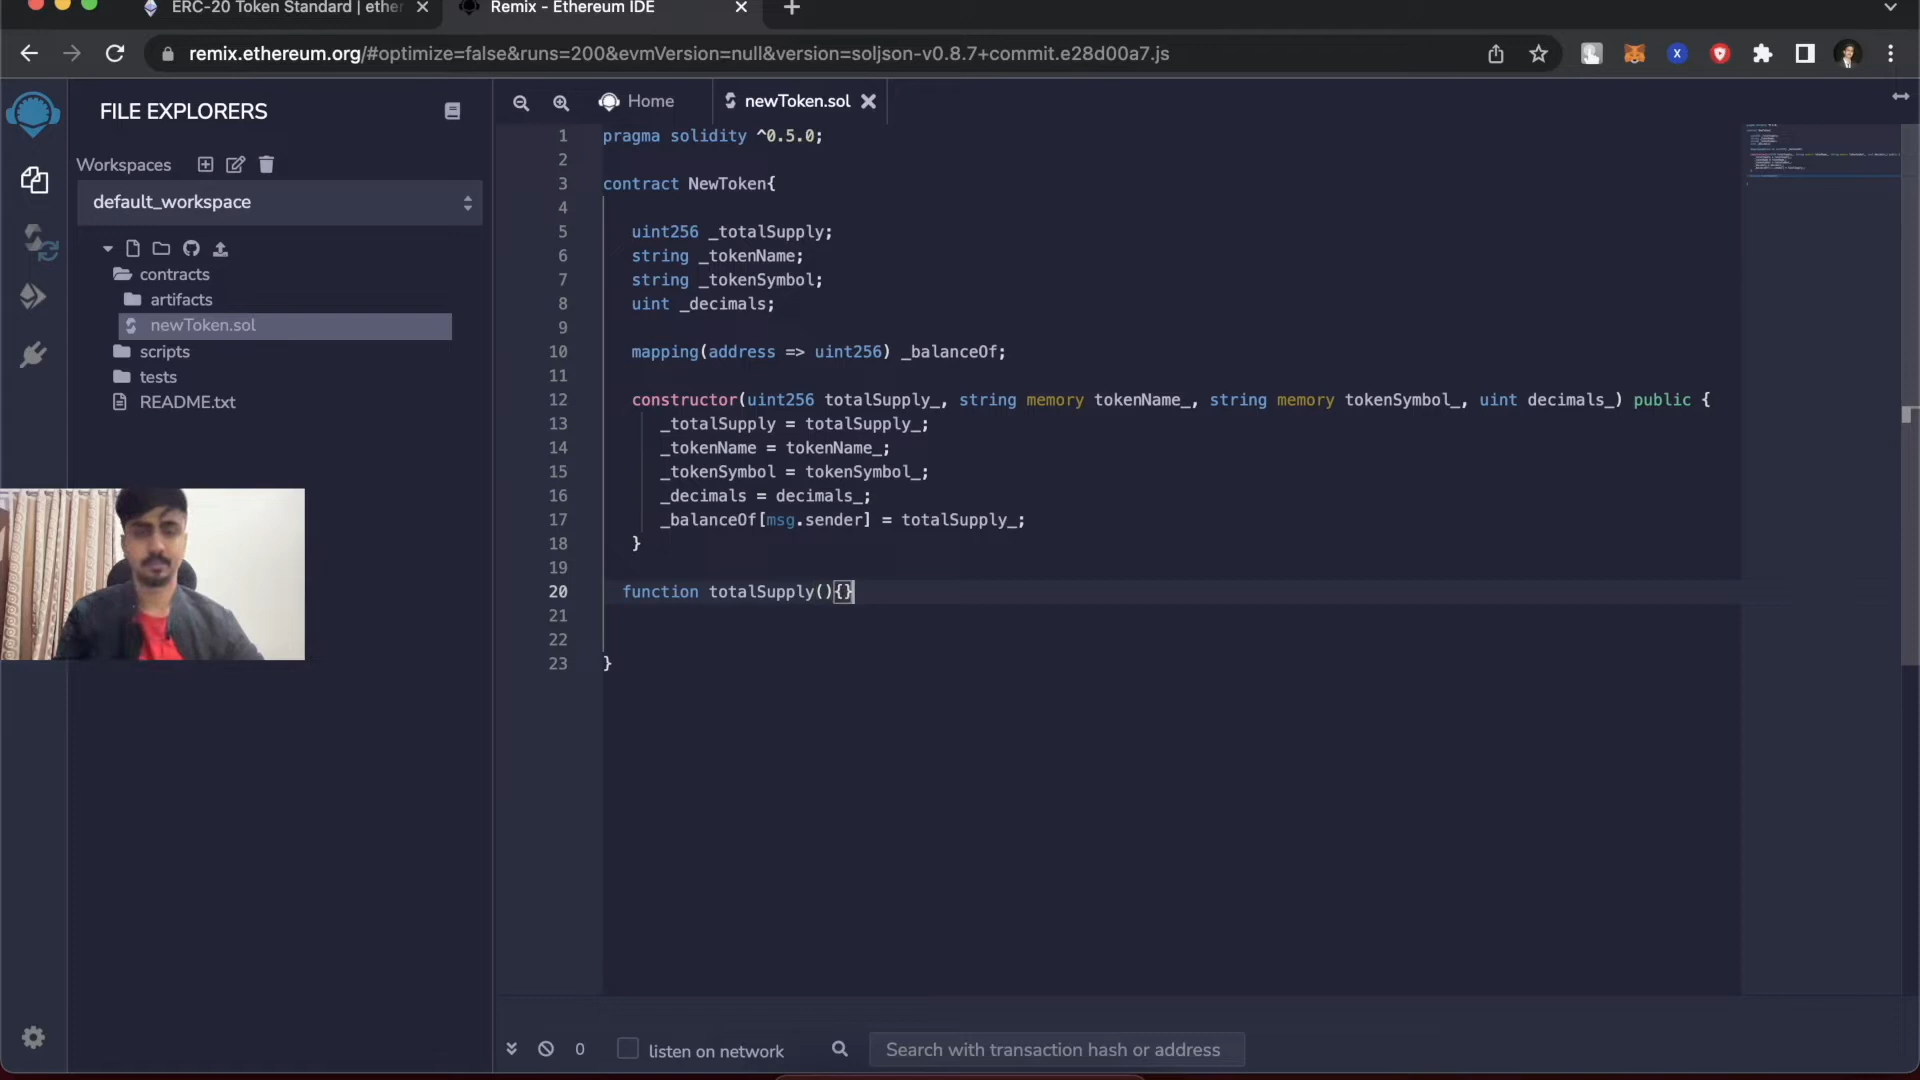 ERC-20 Token Standard | ether
Remix - Ethereum IDE
remix.ethereum.org/#optimize=false&runs=200&evmVersion=null&version=soljson-v0.8.7+commit.e28d00a7.js
FILE EXPLORERS
Home
newToken.sol
Workspaces
default_workspace
contracts
artifacts
newToken.sol
scripts
tests
README.txt
1 pragma solidity ^0.5.0;
2
3 contract NewToken{
4
5 uint256 _totalSupply;
6 string _tokenName;
7 string _tokenSymbol;
8 uint _decimals;
9
10 mapping(address => uint256) _balanceOf;
11
12 constructor(uint256 totalSupply_, string memory tokenName_, string memory tokenSymbol_, uint decimals_) public {
13 _totalSupply = totalSupply_;
14 _tokenName = tokenName_;
15 _tokenSymbol = tokenSymbol_;
16 _decimals = decimals_;
17 _balanceOf[msg.sender] = totalSupply_;
18 }
19
20 function totalSupply(){}
21
22
23 }
0
listen on network
Search with transaction hash or address